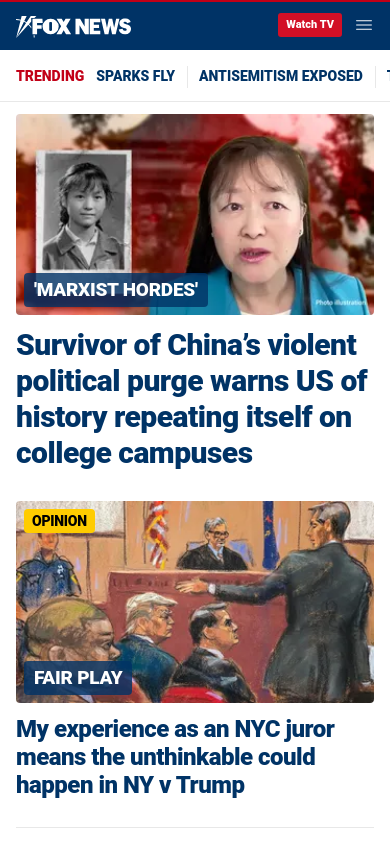 FOX NEWS
Watch TV
TRENDING SPARKS FLY ANTISEMITISM EXPOSED
'MARXIST HORDES'
Photo illustration
Survivor of China’s violent
political purge warns US of
history repeating itself on
college campuses
OPINION
FAIR PLAY
My experience as an NYC juror
means the unthinkable could
happen in NY v Trump